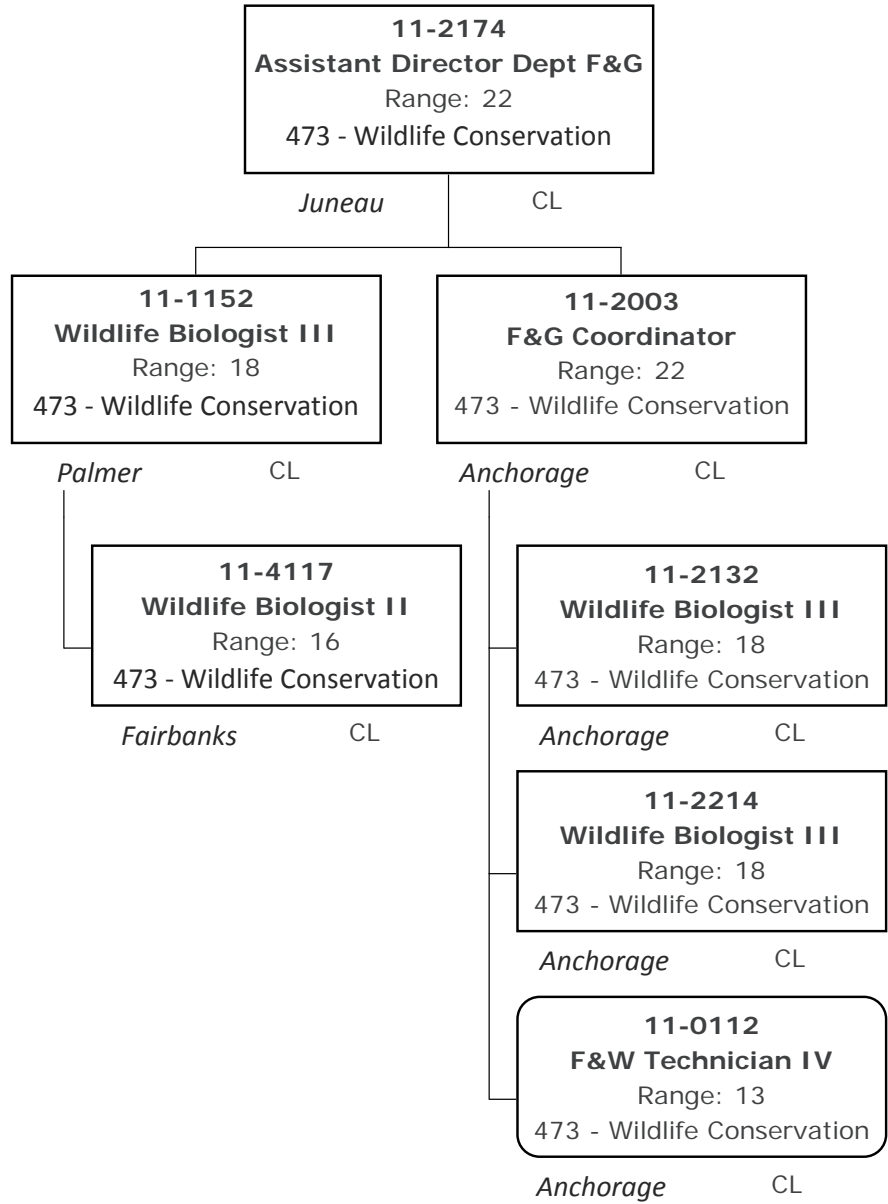 11-2174
Assistant Director Dept F&G
Range: 22
473 - Wildlife Conservation
Juneau CL
11-1152
Wildlife Biologist III
Range: 18
473 - Wildlife Conservation
Palmer CL
11-2003
F&G Coordinator
Range: 22
473 - Wildlife Conservation
Anchorage CL
11-4117
Wildlife Biologist II
Range: 16
473 - Wildlife Conservation
Fairbanks CL
11-2132
Wildlife Biologist III
Range: 18
473 - Wildlife Conservation
Anchorage CL
11-2214
Wildlife Biologist III
Range: 18
473 - Wildlife Conservation
Anchorage CL
11-0112
F&W Technician IV
Range: 13
473 - Wildlife Conservation
Anchorage CL